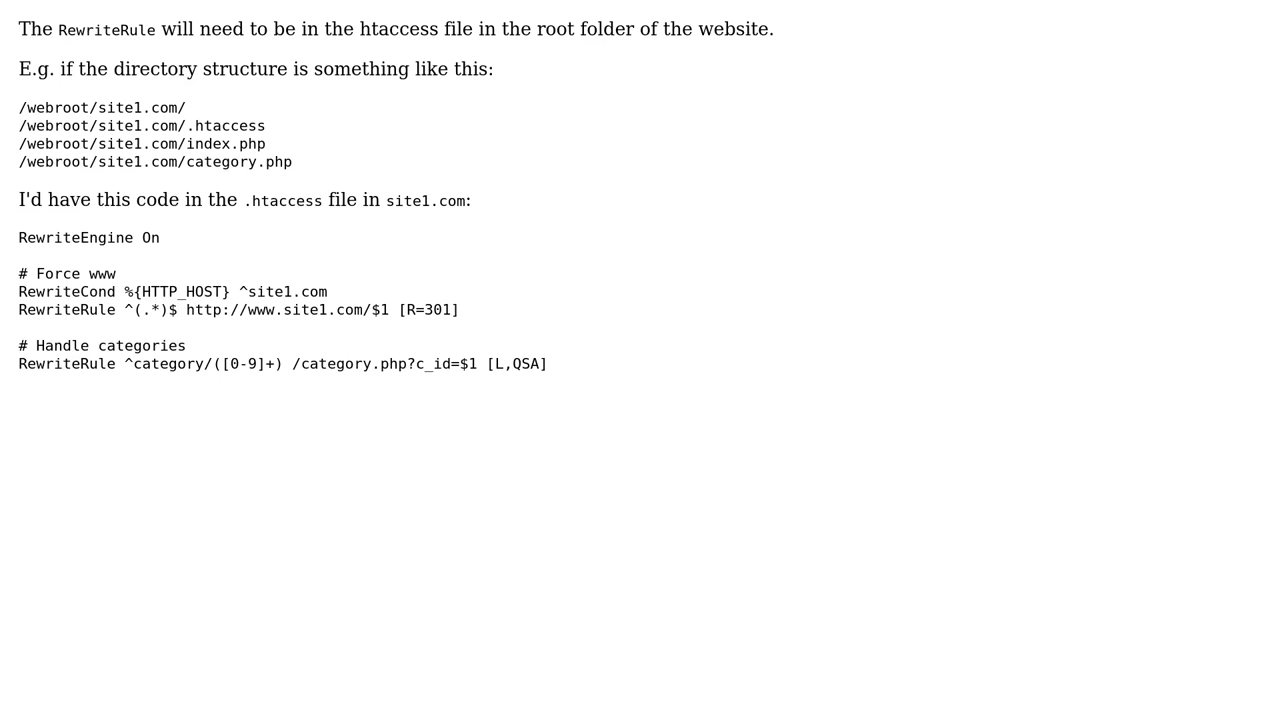 The RewriteRule will need to be in the htaccess file in the root folder of the website.
E.g. if the directory structure is something like this:
/webroot/site1.com/
/webroot/site1.com/.htaccess
/webroot/site1.com/index.php
/webroot/site1.com/category.php
I'd have this code in the .htaccess file in site1.com:
RewriteEngine On
# Force www
RewriteCond %{HTTP_HOST} ^site1.com
RewriteRule ^(.*)$ http://www.site1.com/$1 [R=301]
# Handle categories
RewriteRule ^category/([0-9]+) /category.php?c_id=$1 [L,QSA]